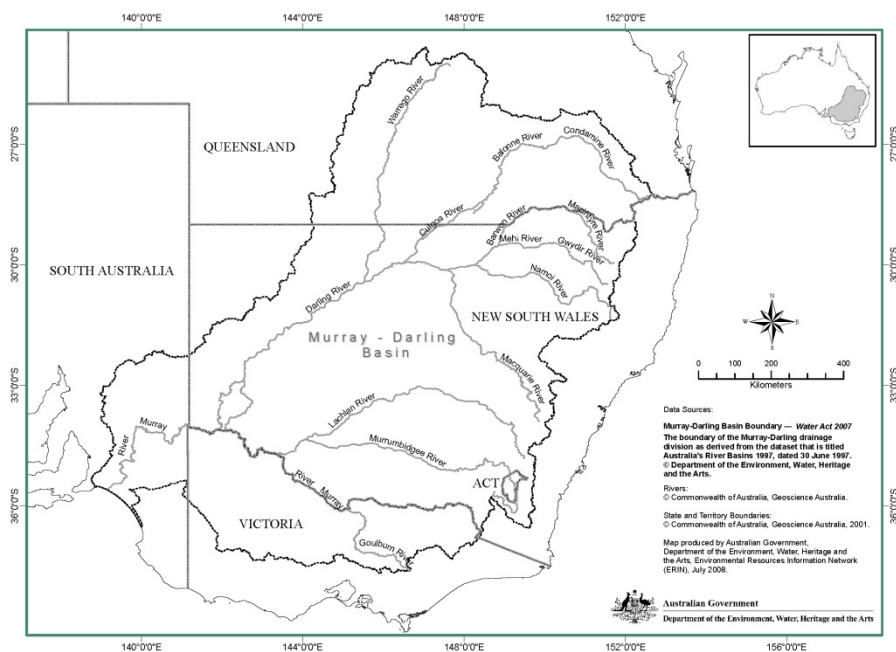 140°0'0"E
144°0'0"E
148°0'0"E
152°0'0"E
27°0'0"S
30°0'0"S
33°0'0"S
36°0'0"S
27°0'0"S
30°0'0"S
33°0'0"S
36°0'0"S
Warrego River
QUEENSLAND
Balonne River
Condamine River
Culgoa River
Barwon River
Macintyre River
Mehi River
Gwydir River
Namoi River
SOUTH AUSTRALIA
Darling River
NEW SOUTH WALES
Murray - Darling
Basin
Macquarie River
Lachlan River
Murray
River
Murrumbidgee River
River Murray
ACT
VICTORIA
Goulburn River
N
W
E
S
0 100 200 400
Kilometers
Data Sources:
Murray-Darling Basin Boundary — Water Act 2007
The boundary of the Murray-Darling drainage
division as derived from the dataset that is titled
Australia's River Basins 1997, dated 30 June 1997.
© Department of the Environment, Water, Heritage
and the Arts.
Rivers:
© Commonwealth of Australia, Geoscience Australia.
State and Territory Boundaries:
© Commonwealth of Australia, Geoscience Australia, 2001.
Map produced by Australian Government,
Department of the Environment, Water, Heritage and
the Arts, Environmental Resources Information Network
(ERIN), July 2008.
Australian Government
Department of the Environment, Water, Heritage and the Arts
140°0'0"E
144°0'0"E
148°0'0"E
152°0'0"E
156°0'0"E